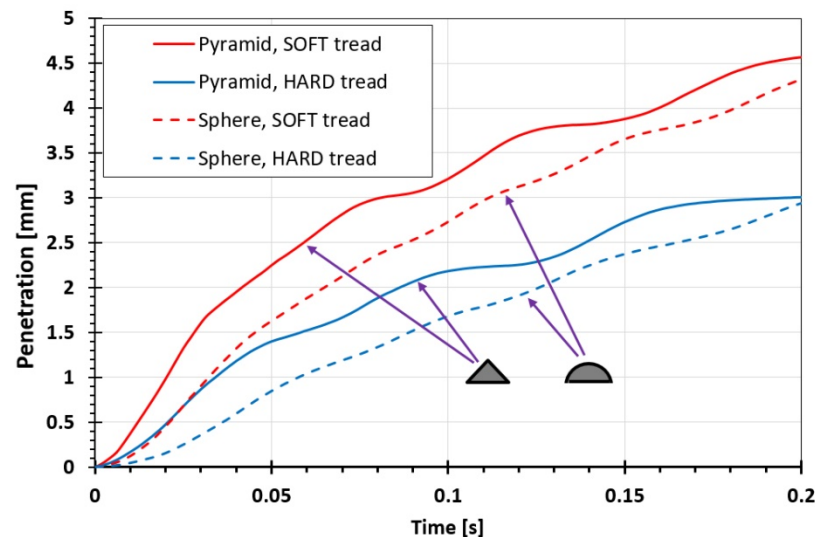 5
4.5
4
3.5
3
2.5
2
1.5
1
0.5
0
Penetration [mm]
Pyramid, SOFT tread
Pyramid, HARD tread
Sphere, SOFT tread
Sphere, HARD tread
0 0.05 0.1 0.15 0.2
Time [s]